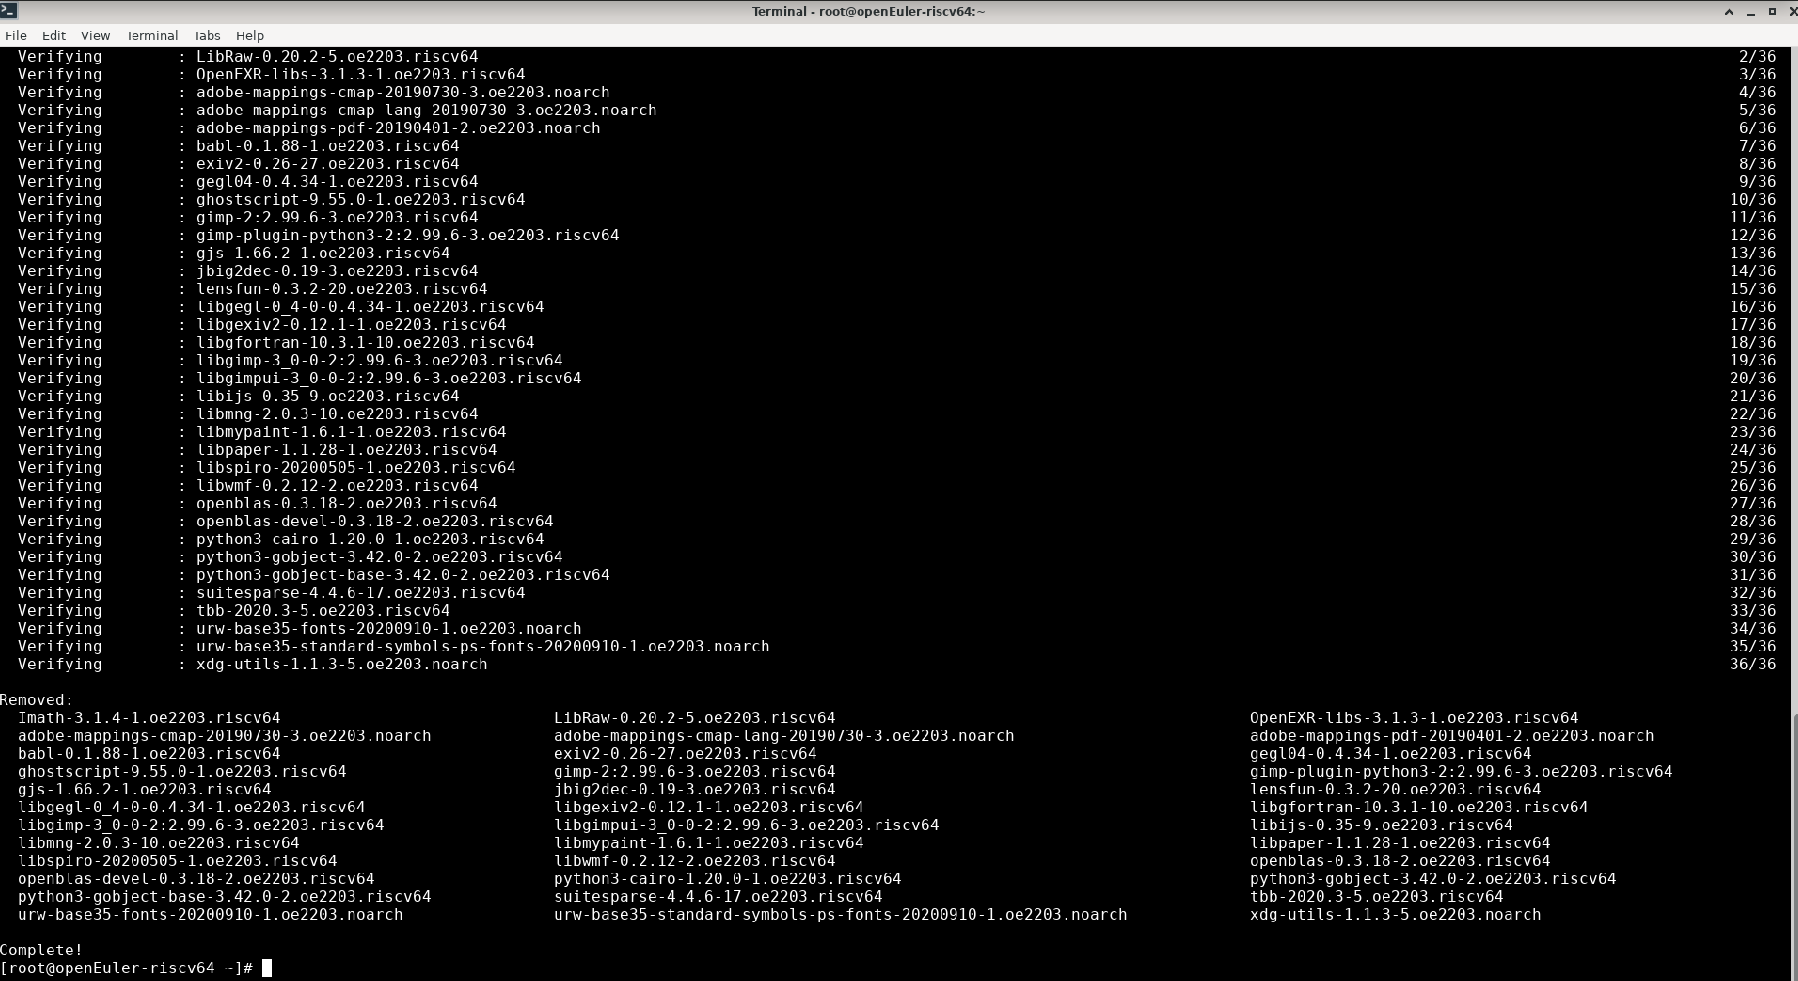 Terminal - root@openEuler-riscv64:~
File Edit View Terminal Tabs Help
Verifying : LibRaw-0.20.2-5.oe2203.riscv64 2/36
Verifying : OpenEXR-libs-3.1.3-1.oe2203.riscv64 3/36
Verifying : adobe-mappings-cmap-20190730-3.oe2203.noarch 4/36
Verifying : adobe mappings cmap lang 20190730 3.oe2203.noarch 5/36
Verifying : adobe-mappings-pdf-20190401-2.oe2203.noarch 6/36
Verifying : babl-0.1.88-1.oe2203.riscv64 7/36
Verifying : exiv2-0.26-27.oe2203.riscv64 8/36
Verifying : gegl04-0.4.34-1.oe2203.riscv64 9/36
Verifying : ghostscript-9.55.0-1.oe2203.riscv64 10/36
Verifying : gimp-2:2.99.6-3.oe2203.riscv64 11/36
Verifying : gimp-plugin-python3-2:2.99.6-3.oe2203.riscv64 12/36
Verifying : gjs 1.66.2 1.oe2203.riscv64 13/36
Verifying : jbig2dec-0.19-3.oe2203.riscv64 14/36
Verifying : lensfun-0.3.2-20.oe2203.riscv64 15/36
Verifying : libgegl-0_4-0-0.4.34-1.oe2203.riscv64 16/36
Verifying : libgexiv2-0.12.1-1.oe2203.riscv64 17/36
Verifying : libgfortran-10.3.1-10.oe2203.riscv64 18/36
Verifying : libgimp-3_0-0-2:2.99.6-3.oe2203.riscv64 19/36
Verifying : libgimpui-3_0-0-2:2.99.6-3.oe2203.riscv64 20/36
Verifying : libijs 0.35 9.oe2203.riscv64 21/36
Verifying : libmng-2.0.3-10.oe2203.riscv64 22/36
Verifying : libmypaint-1.6.1-1.oe2203.riscv64 23/36
Verifying : libpaper-1.1.28-1.oe2203.riscv64 24/36
Verifying : libspiro-20200505-1.oe2203.riscv64 25/36
Verifying : libwmf-0.2.12-2.oe2203.riscv64 26/36
Verifying : openblas-0.3.18-2.oe2203.riscv64 27/36
Verifying : openblas-devel-0.3.18-2.oe2203.riscv64 28/36
Verifying : python3 cairo 1.20.0 1.oe2203.riscv64 29/36
Verifying : python3-gobject-3.42.0-2.oe2203.riscv64 30/36
Verifying : python3-gobject-base-3.42.0-2.oe2203.riscv64 31/36
Verifying : suitesparse-4.4.6-17.oe2203.riscv64 32/36
Verifying : tbb-2020.3-5.oe2203.riscv64 33/36
Verifying : urw-base35-fonts-20200910-1.oe2203.noarch 34/36
Verifying : urw-base35-standard-symbols-ps-fonts-20200910-1.oe2203.noarch 35/36
Verifying : xdg-utils-1.1.3-5.oe2203.noarch 36/36
Removed:
Imath-3.1.4-1.oe2203.riscv64 LibRaw-0.20.2-5.oe2203.riscv64 OpenEXR-libs-3.1.3-1.oe2203.riscv64
adobe-mappings-cmap-20190730-3.oe2203.noarch adobe-mappings-cmap-lang-20190730-3.oe2203.noarch adobe-mappings-pdf-20190401-2.oe2203.noarch
babl-0.1.88-1.oe2203.riscv64 exiv2-0.26-27.oe2203.riscv64 gegl04-0.4.34-1.oe2203.riscv64
ghostscript-9.55.0-1.oe2203.riscv64 gimp-2:2.99.6-3.oe2203.riscv64 gimp-plugin-python3-2:2.99.6-3.oe2203.riscv64
gjs-1.66.2-1.oe2203.riscv64 jbig2dec-0.19-3.oe2203.riscv64 lensfun-0.3.2-20.oe2203.riscv64
libgegl-0_4-0-0.4.34-1.oe2203.riscv64 libgexiv2-0.12.1-1.oe2203.riscv64 libgfortran-10.3.1-10.oe2203.riscv64
libgimp-3_0-0-2:2.99.6-3.oe2203.riscv64 libgimpui-3_0-0-2:2.99.6-3.oe2203.riscv64 libijs-0.35-9.oe2203.riscv64
libmng-2.0.3-10.oe2203.riscv64 libmypaint-1.6.1-1.oe2203.riscv64 libpaper-1.1.28-1.oe2203.riscv64
libspiro-20200505-1.oe2203.riscv64 libwmf-0.2.12-2.oe2203.riscv64 openblas-0.3.18-2.oe2203.riscv64
openblas-devel-0.3.18-2.oe2203.riscv64 python3-cairo-1.20.0-1.oe2203.riscv64 python3-gobject-3.42.0-2.oe2203.riscv64
python3-gobject-base-3.42.0-2.oe2203.riscv64 suitesparse-4.4.6-17.oe2203.riscv64 tbb-2020.3-5.oe2203.riscv64
urw-base35-fonts-20200910-1.oe2203.noarch urw-base35-standard-symbols-ps-fonts-20200910-1.oe2203.noarch xdg-utils-1.1.3-5.oe2203.noarch
Complete!
[root@openEuler-riscv64 ~]#